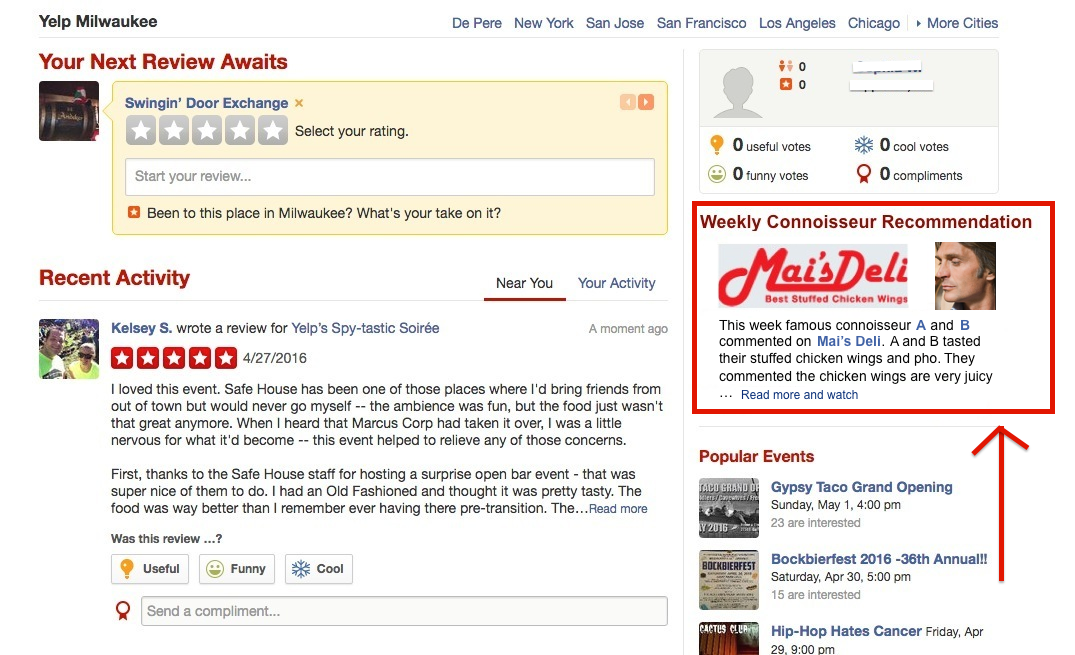 Yelp Milwaukee
De Pere New York San Jose San Francisco Los Angeles Chicago More Cities
Your Next Review Awaits
Swingin' Door Exchange ×
Select your rating.
Start your review...
Been to this place in Milwaukee? What's your take on it?
Recent Activity
Near You Your Activity
Kelsey S. wrote a review for Yelp's Spy-tastic Soirée
A moment ago
4/27/2016
I loved this event. Safe House has been one of those places where I'd bring friends from
out of town but would never go myself -- the ambience was fun, but the food just wasn't
that great anymore. When I heard that Marcus Corp had taken it over, I was a little
nervous for what it'd become -- this event helped to relieve any of those concerns.
First, thanks to the Safe House staff for hosting a surprise open bar event - that was
super nice of them to do. I had an Old Fashioned and thought it was pretty tasty. The
food was way better than I remember ever having there pre-transition. The…Read more
Was this review ...?
Useful Funny Cool
Send a compliment...
0
0
0 useful votes 0 cool votes
0 funny votes 0 compliments
Weekly Connoisseur Recommendation
Mai's Deli
Best Stuffed Chicken Wings
This week famous connoisseur A and B
commented on Mai's Deli. A and B tasted
their stuffed chicken wings and pho. They
commented the chicken wings are very juicy
... Read more and watch
Popular Events
Gypsy Taco Grand Opening
Sunday, May 1, 4:00 pm
23 are interested
BOCKBIERFEST
Bockbierfest 2016 -36th Annual!!
Saturday, Apr 30, 5:00 pm
15 are interested
CACTUS CLUB
Hip-Hop Hates Cancer Friday, Apr
29, 9:00 pm